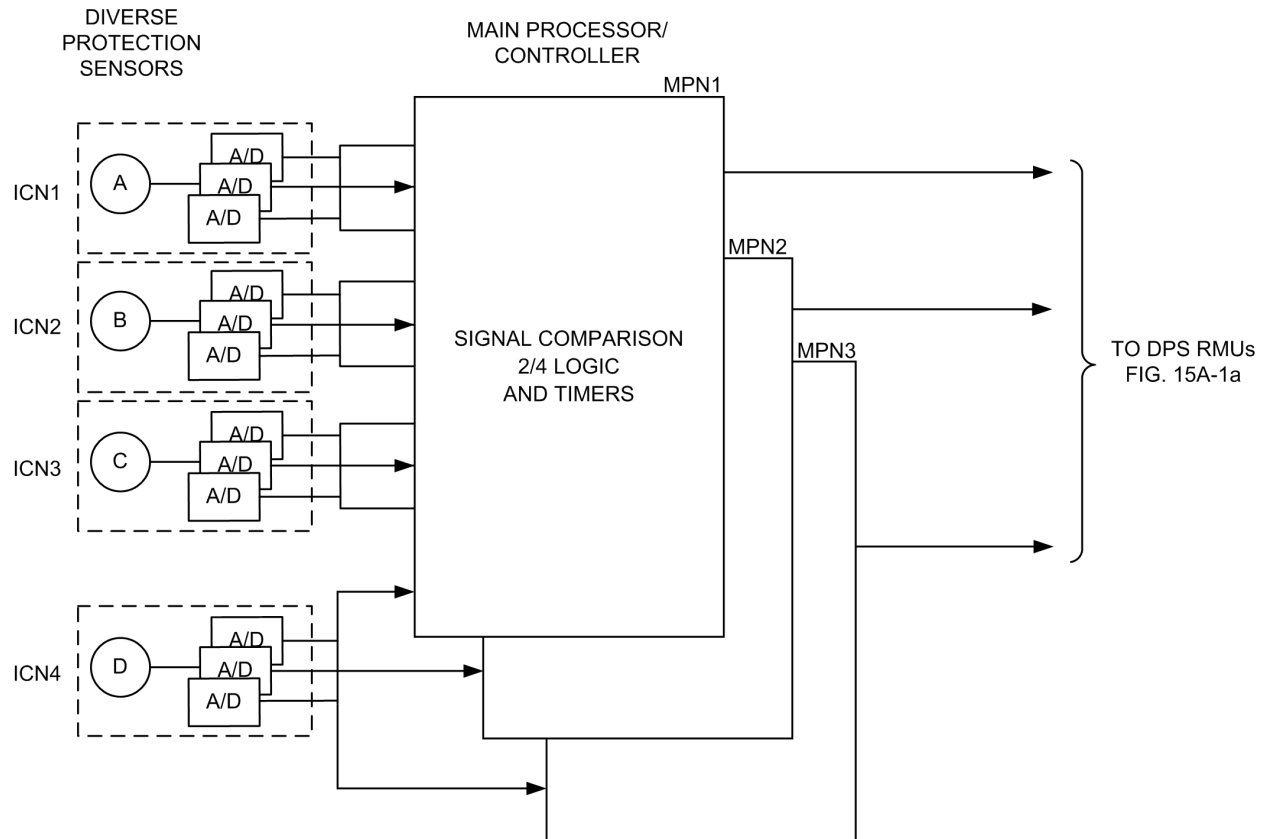 DIVERSE
PROTECTION
SENSORS
MAIN PROCESSOR/
CONTROLLER
MPN1
ICN1
A
A/D
A/D
A/D
MPN2
ICN2
B
A/D
A/D
A/D
SIGNAL COMPARISON
2/4 LOGIC
AND TIMERS
MPN3
TO DPS RMUs
FIG. 15A-1a
ICN3
C
A/D
A/D
A/D
ICN4
D
A/D
A/D
A/D